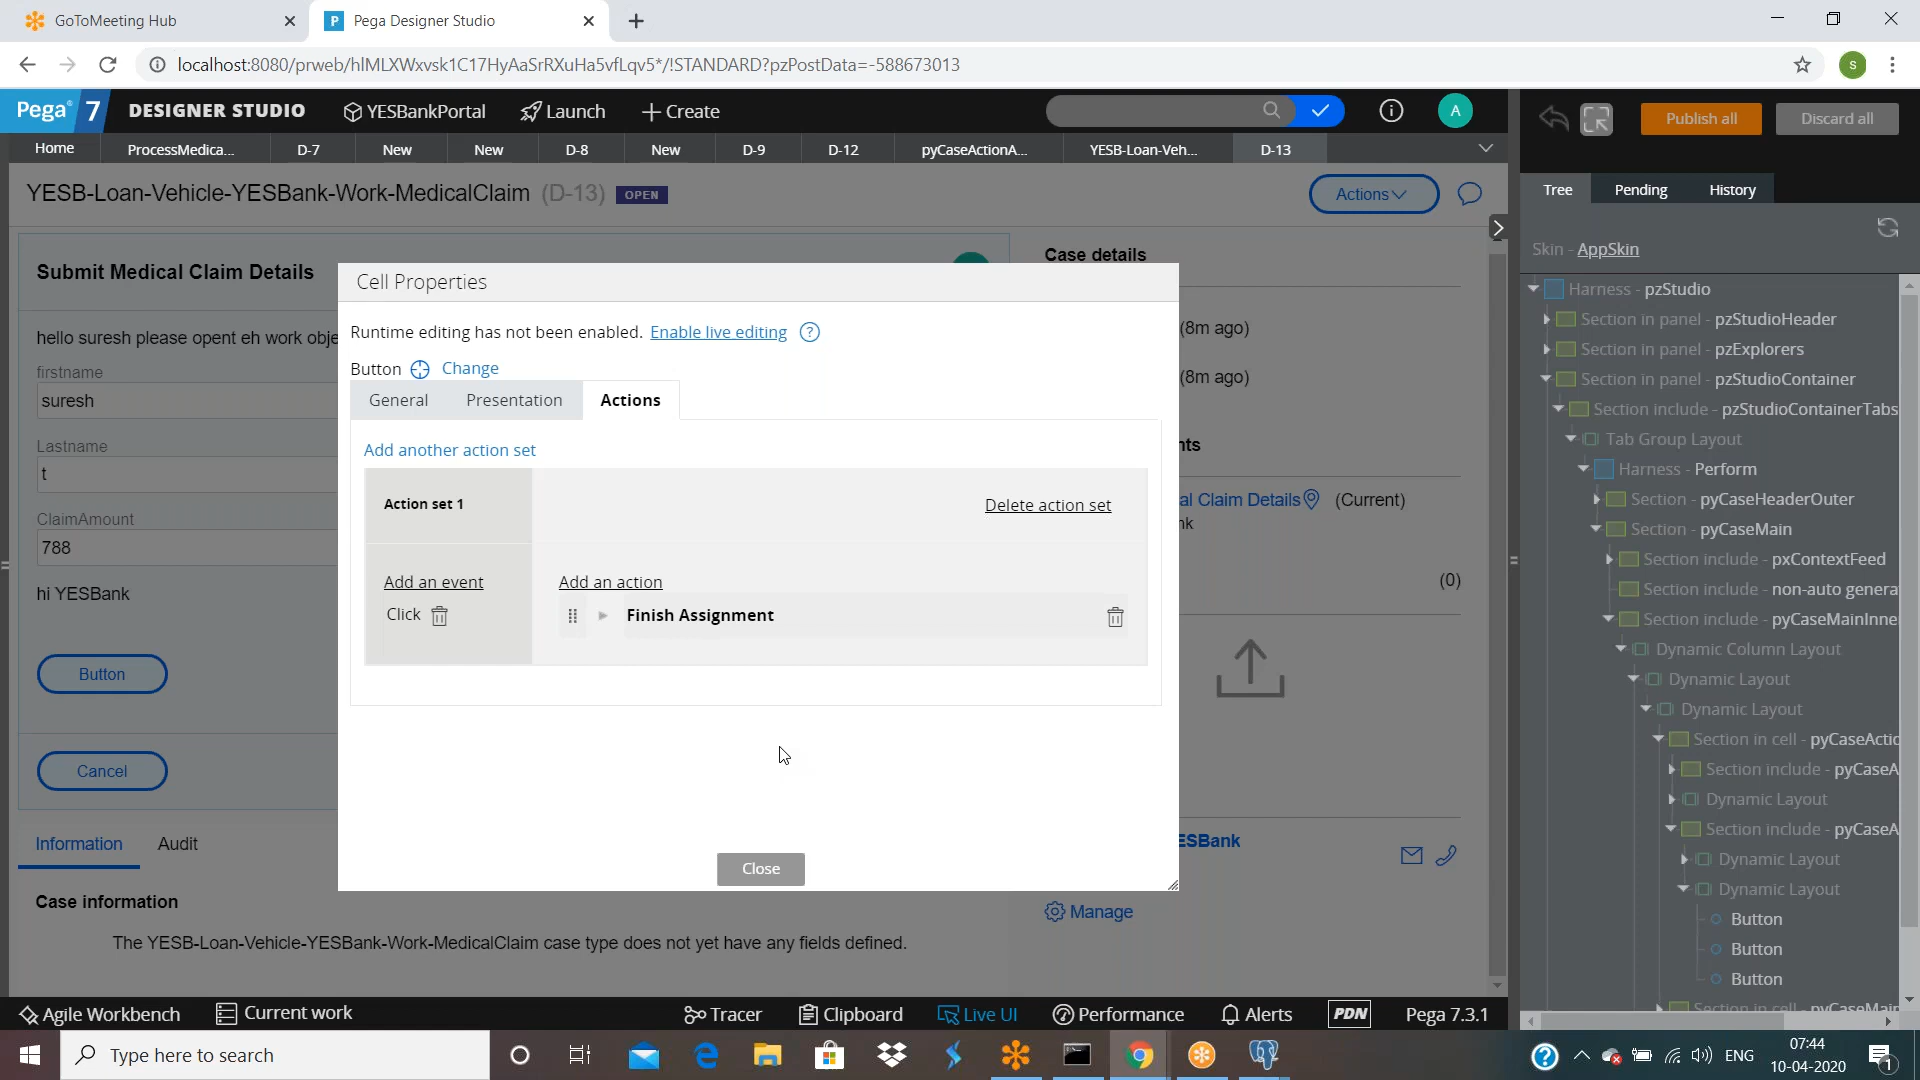 GoToMeeting Hub
Pega Designer Studio
localhost:8080/prweb/hIMLXWxvsk1C17HyAaSrRXuHa5vfLqv5*/!STANDARD?pzPostData=-588673013
s
Pega 7 DESIGNER STUDIO YESBankPortal Launch Create
A
Publish all
Discard all
Home ProcessMedica... D-7 New New D-8 New D-9 D-12 pyCaseActionA... YESB-Loan-Veh... D-13
YESB-Loan-Vehicle-YESBank-Work-MedicalClaim (D-13) OPEN
Actions
Tree Pending History
Skin - AppSkin
Submit Medical Claim Details
hello suresh please opent eh work obje
firstname
suresh
Lastname
t
ClaimAmount
788
hi YESBank
Button
Cancel
Information Audit
Case information
The YESB-Loan-Vehicle-YESBank-Work-MedicalClaim case type does not yet have any fields defined.
Cell Properties
Runtime editing has not been enabled. Enable live editing ?
Button Change
General Presentation Actions
Add another action set
Action set 1
Delete action set
Add an event
Click
Add an action
Finish Assignment
Close
Case details
(8m ago)
(8m ago)
nts
al Claim Details (Current)
nk
(0)
ESBank
Manage
Harness - pzStudio
Section in panel - pzStudioHeader
Section in panel - pzExplorers
Section in panel - pzStudioContainer
Section include - pzStudioContainerTabs
Tab Group Layout
Harness - Perform
Section - pyCaseHeaderOuter
Section - pyCaseMain
Section include - pxContextFeed
Section include - non-auto genera
Section include - pyCaseMainInne
Dynamic Column Layout
Dynamic Layout
Dynamic Layout
Section in cell - pyCaseActic
Section include - pyCaseA
Dynamic Layout
Section include - pyCaseA
Dynamic Layout
Dynamic Layout
Button
Button
Button
Section in cell - pyCaseMain
Agile Workbench Current work Tracer Clipboard Live UI Performance Alerts PDN Pega 7.3.1
Type here to search
ENG
07:44
10-04-2020
1